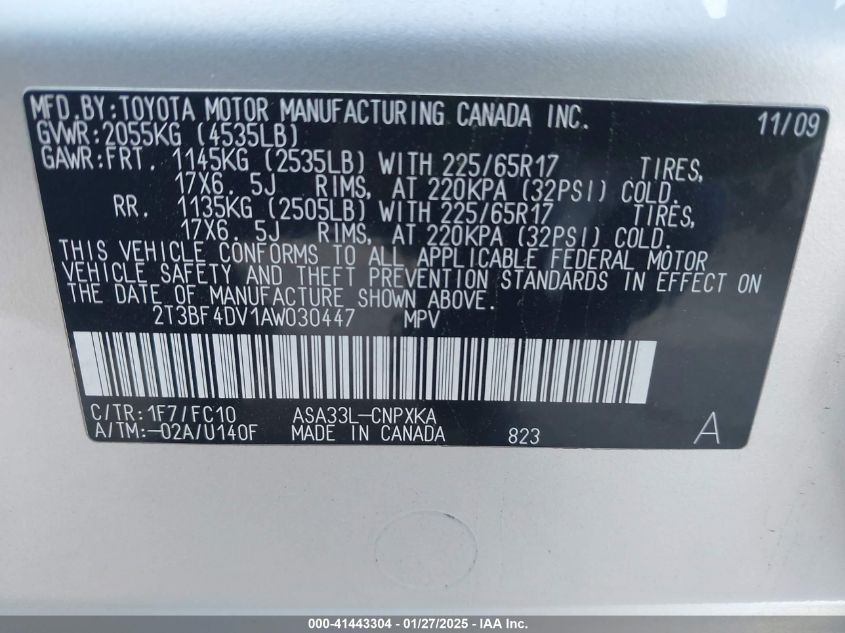 MFD.BY:TOYOTA MOTOR MANUFACTURING CANADA INC. 11/09
GVWR:2055KG (4535LB)
GAWR:FRT. 1145KG (2535LB) WITH 225/65R17 TIRES,
17X6. 5J RIMS, AT 220KPA (32PSI) COLD.
RR. 1135KG (2505LB) WITH 225/65R17 TIRES,
17X6. 5J RIMS, AT 220KPA (32PSI) COLD.
THIS VEHICLE CONFORMS TO ALL APPLICABLE FEDERAL MOTOR
VEHICLE SAFETY AND THEFT PREVENTION STANDARDS IN EFFECT ON
THE DATE OF MANUFACTURE SHOWN ABOVE.
2T3BF4DV1AW030447 MPV
C/TR:1F7/FC10 ASA33L-CNPXKA
A/TM:-02A/U140F MADE IN CANADA 823 A
000-41443304 - 01/27/2025 - IAA Inc.